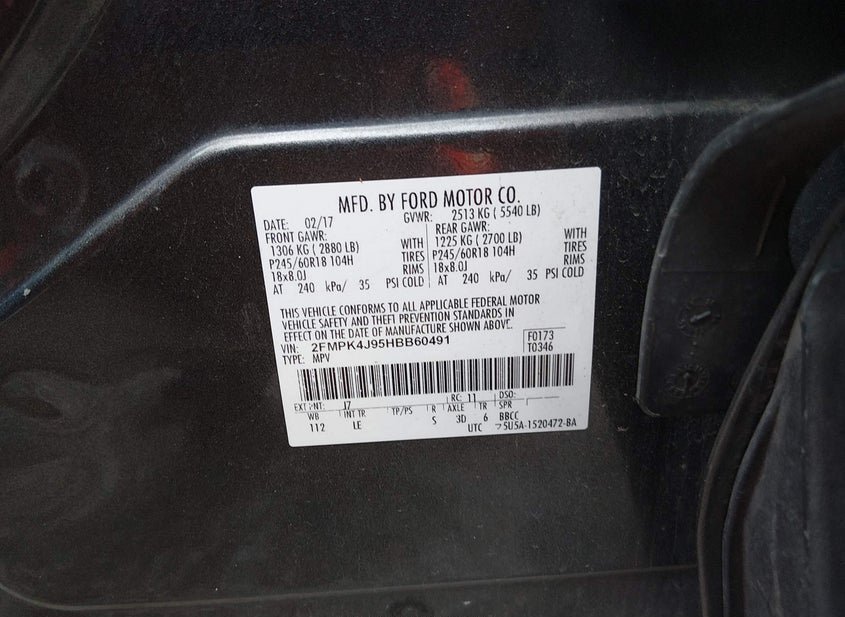 MFD. BY FORD MOTOR CO.
DATE: 02/17 GVWR: 2513 KG ( 5540 LB)
FRONT GAWR: REAR GAWR:
1306 KG ( 2880 LB) WITH 1225 KG ( 2700 LB) WITH
P245/60R18 104H TIRES P245/60R18 104H TIRES
18x8.0J RIMS 18x8.0J RIMS
AT 240 kPa/ 35 PSI COLD AT 240 kPa/ 35 PSI COLD
THIS VEHICLE CONFORMS TO ALL APPLICABLE FEDERAL MOTOR
VEHICLE SAFETY AND THEFT PREVENTION STANDARDS IN
EFFECT ON THE DATE OF MANUFACTURE SHOWN ABOVE.
VIN: 2FMPK4J95HBB60491 F0173
TYPE: MPV T0346
EXT PNT: J7 RC: 11 DSO:
WB INT TR TP/PS R AXLE TR SPR
112 LE S 3D 6 BBCC
UTC 75U5A-1520472-BA